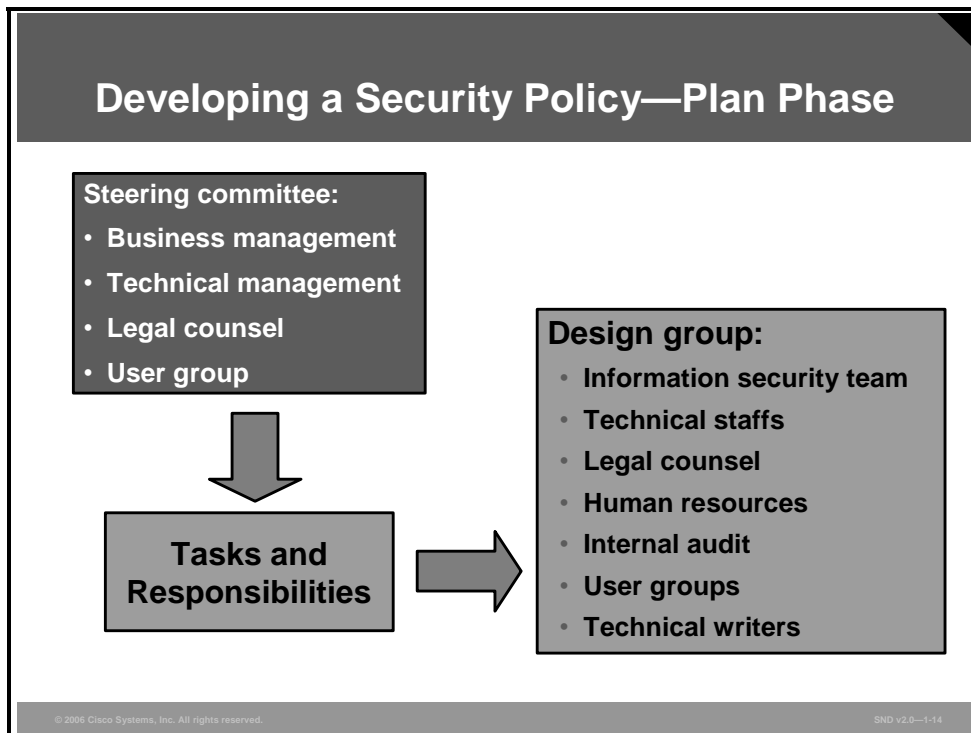 Developing a Security Policy—Plan Phase
Steering committee:
• Business management
• Technical management
• Legal counsel
• User group
Tasks and
Responsibilities
Design group:
• Information security team
• Technical staffs
• Legal counsel
• Human resources
• Internal audit
• User groups
• Technical writers
© 2006 Cisco Systems, Inc. All rights reserved.
SND v2.0—1-14